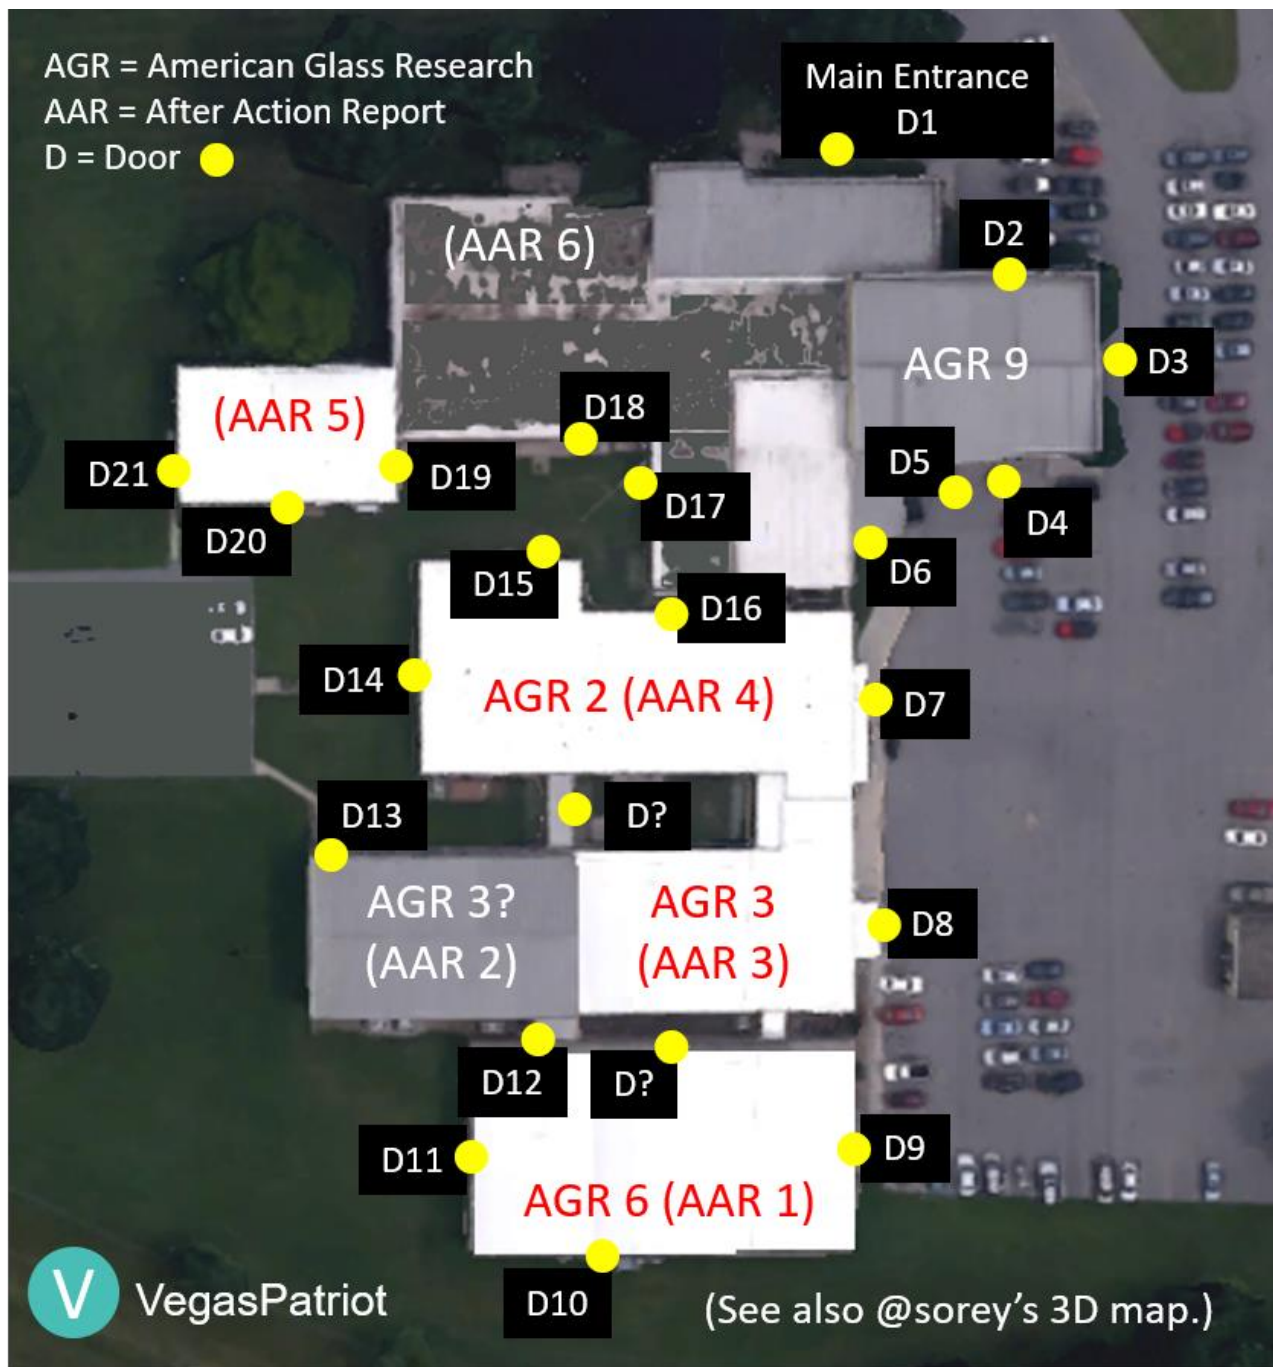 AGR = American Glass Research
AAR = After Action Report
D = Door
Main Entrance
D1
(AAR 6)
D2
AGR 9
D3
(AAR 5)
D18
D5
D21
D19
D17
D4
D20
D15
D6
D16
D14
AGR 2 (AAR 4)
D7
D13
D?
AGR 3?
(AAR 2)
AGR 3
(AAR 3)
D8
D12
D?
D11
D9
AGR 6 (AAR 1)
D10
V VegasPatriot
(See also @sorey's 3D map.)